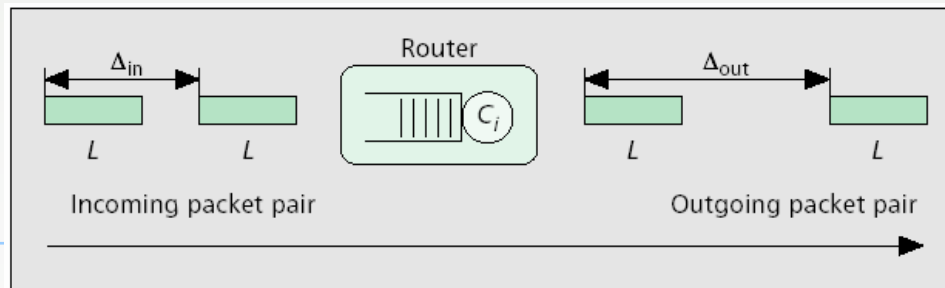 Router
Δin
Δout
Ci
L
L
L
L
Incoming packet pair
Outgoing packet pair